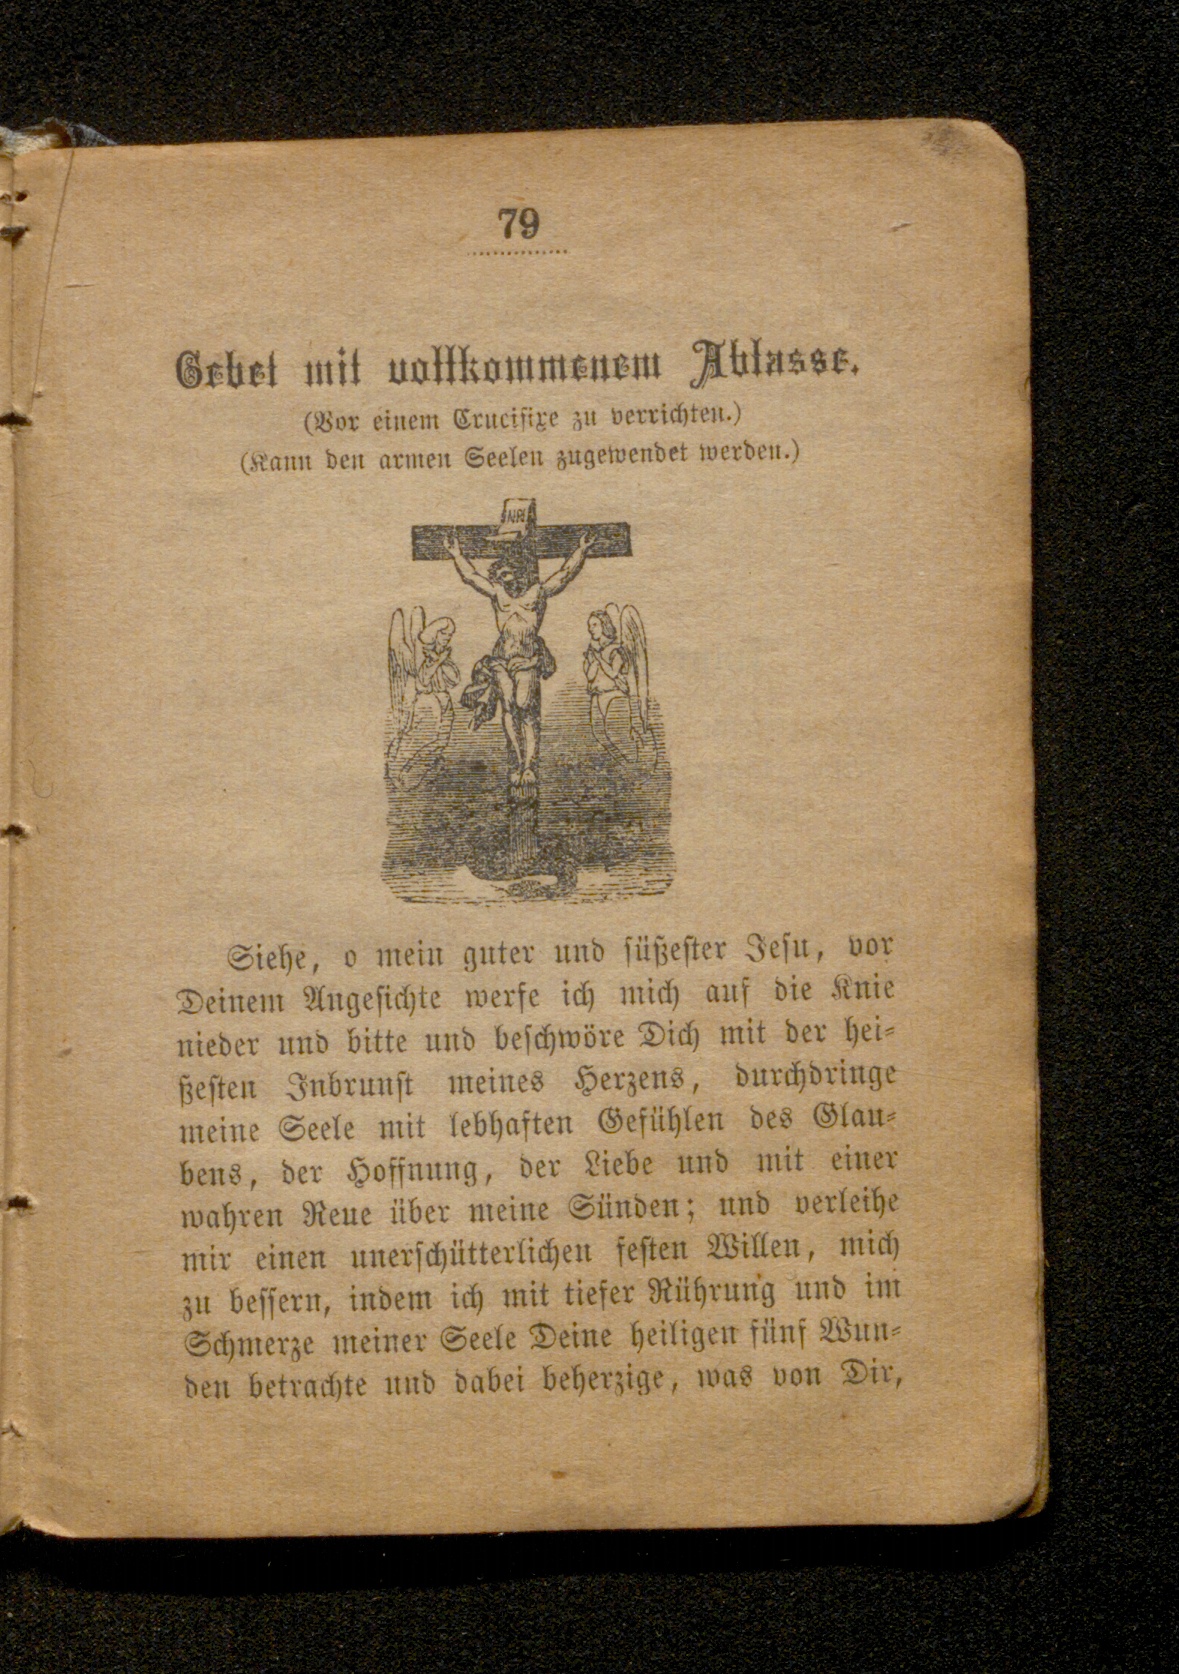 79
Gebet mit vollkommenem Ablasse.
(Vor einem Crucifixe zu verrichten.)
(Kann den armen Seelen zugewendet werden.)
INRI
Siehe, o mein guter und süßester Jesu, vor
Deinem Angesichte werfe ich mich auf die Knie
nieder und bitte und beschwöre Dich mit der hei-
ßesten Inbrunst meines Herzens, durchdringe
meine Seele mit lebhaften Gefühlen des Glau-
bens, der Hoffnung, der Liebe und mit einer
wahren Reue über meine Sünden; und verleihe
mir einen unerschütterlichen festen Willen, mich
zu bessern, indem ich mit tiefer Rührung und im
Schmerze meiner Seele Deine heiligen fünf Wun-
den betrachte und dabei beherzige, was von Dir,